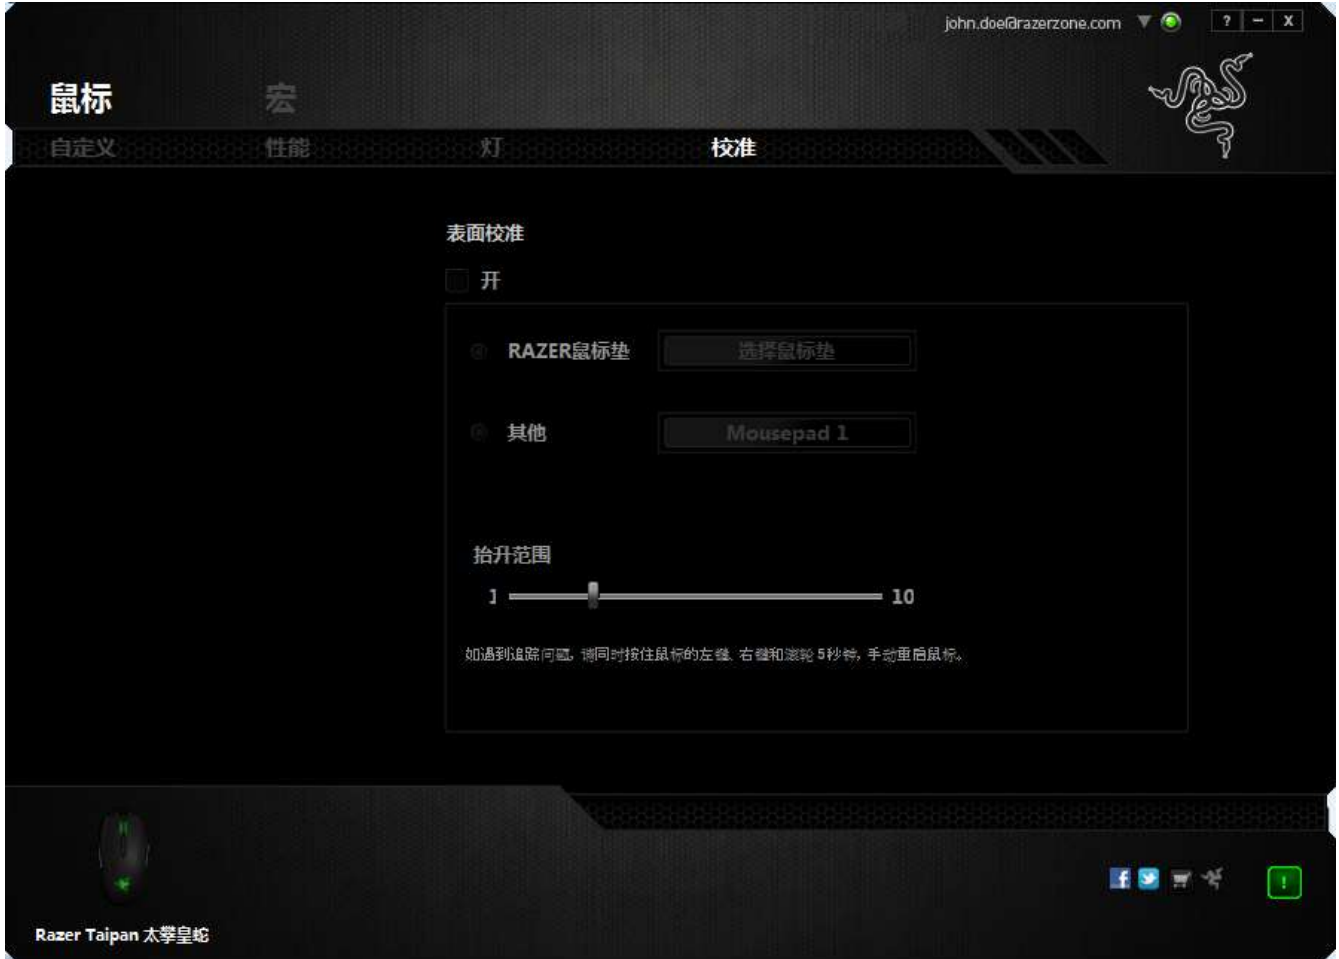 john.doe@razerzone.com
? - X
鼠标 宏
自定义 性能 灯 校准
表面校准
开
RAZER鼠标垫 选择鼠标垫
其他 Mousepad 1
抬升范围
1 10
如遇到追踪问题, 请同时按住鼠标的左键、右键和滚轮 5秒钟, 手动重启鼠标。
Razer Taipan 太攀皇蛇